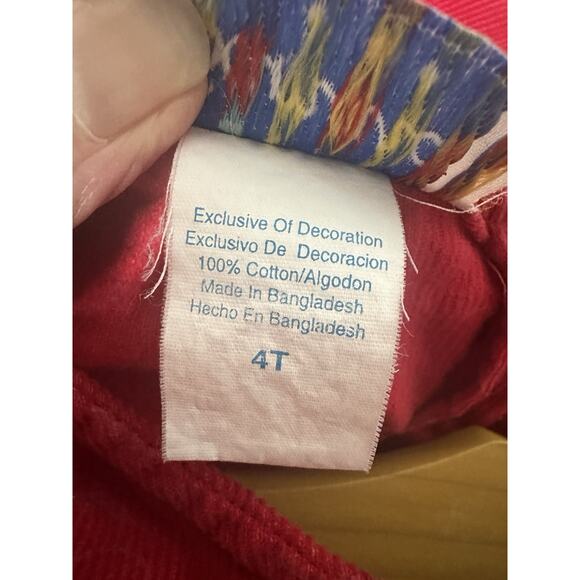 Exclusive Of Decoration
Exclusivo De Decoracion
100% Cotton/Algodon
Made In Bangladesh
Hecho En Bangladesh
4T